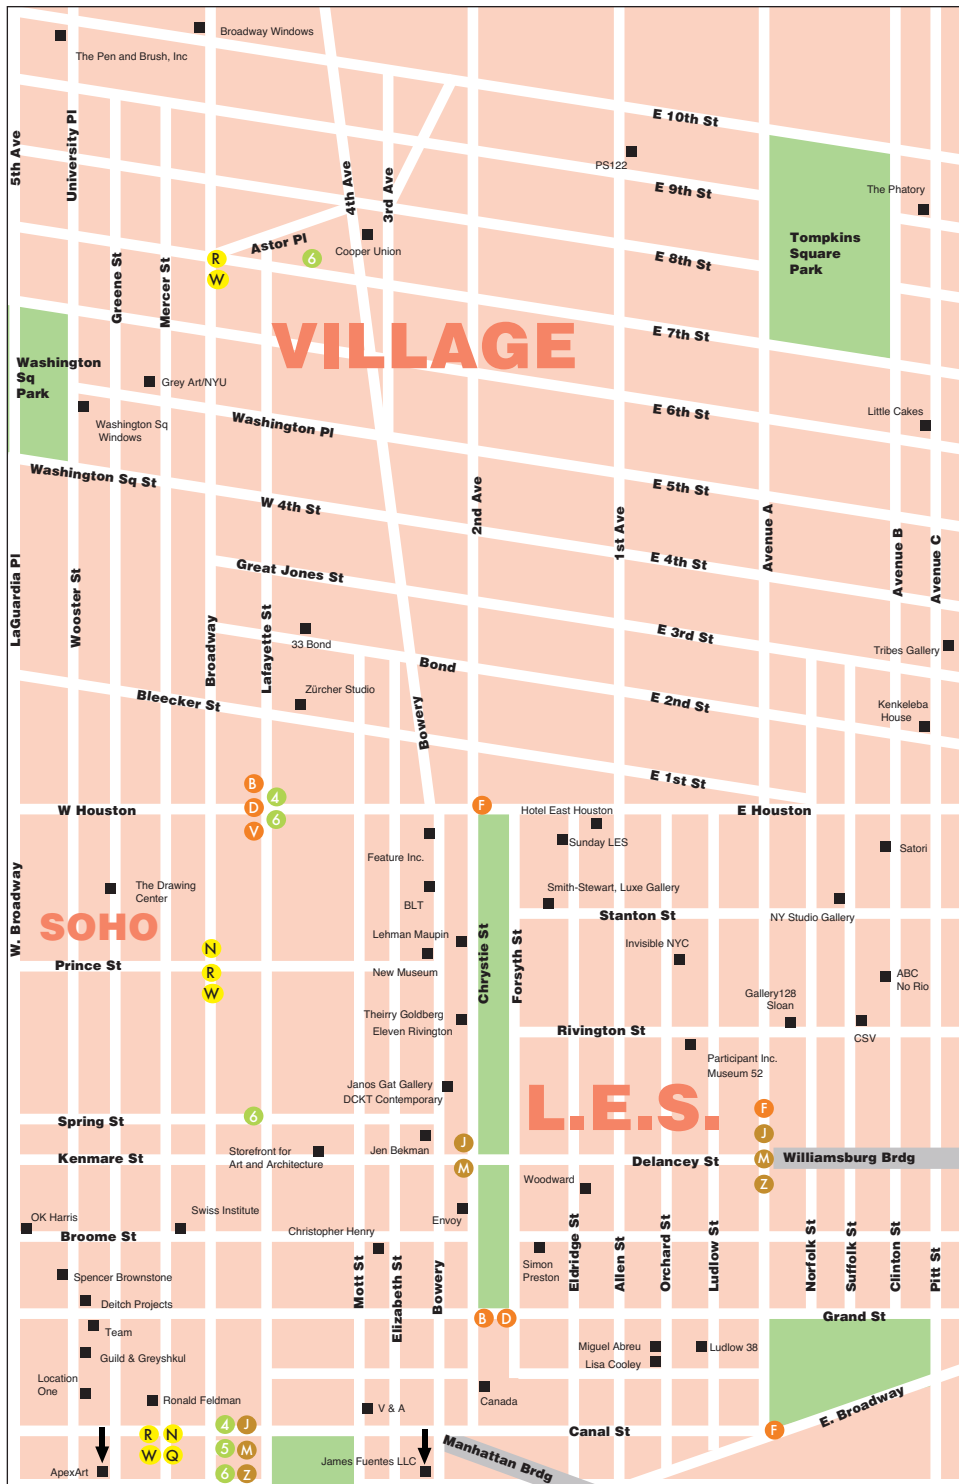 Broadway Windows
The Pen and Brush, Inc
5th Ave
University Pl
4th Ave
3rd Ave
E 10th St
PS122
E 9th St
The Phatory
Greene St
Mercer St
Astor Pl
R
W
6
Cooper Union
E 8th St
Tompkins
Square
Park
VILLAGE
E 7th St
Washington
Sq
Park
Grey Art/NYU
Washington Sq
Windows
Washington Pl
E 6th St
Little Cakes
Washington Sq St
W 4th St
2nd Ave
E 5th St
1st Ave
Avenue A
Avenue B
Avenue C
LaGuardia Pl
Wooster St
Broadway
Lafayette St
Great Jones St
E 4th St
33 Bond
Bond
E 3rd St
Tribes Gallery
Bleecker St
Zürcher Studio
Bowery
E 2nd St
Kenkeleba
House
E 1st St
B
D
V
4
6
F
W Houston
E Houston
Hotel East Houston
Sunday LES
Feature Inc.
Satori
W. Broadway
The Drawing
Center
BLT
Smith-Stewart, Luxe Gallery
NY Studio Gallery
SOHO
Stanton St
Lehman Maupin
Chrystie St
Forsyth St
Invisible NYC
N
R
W
Prince St
New Museum
ABC
No Rio
Gallery128
Sloan
Theirry Goldberg
Eleven Rivington
Rivington St
CSV
Participant Inc.
Museum 52
Janos Gat Gallery
DCKT Contemporary
L.E.S.
Spring St
6
F
J
M
Z
Kenmare St
Storefront for
Art and Architecture
Jen Bekman
J
M
Delancey St
Williamsburg Brdg
Woodward
OK Harris
Swiss Institute
Envoy
Broome St
Christopher Henry
Simon
Preston
Mott St
Elizabeth St
Bowery
Eldridge St
Allen St
Orchard St
Ludlow St
Norfolk St
Suffolk St
Clinton St
Pitt St
Spencer Brownstone
Deitch Projects
B
D
Grand St
Team
Guild & Greyshkul
Miguel Abreu
Lisa Cooley
Ludlow 38
Location
One
Ronald Feldman
V & A
Canada
E. Broadway
F
Canal St
R
N
W
Q
4
J
5
M
6
Z
ApexArt
James Fuentes LLC
Manhattan Brdg